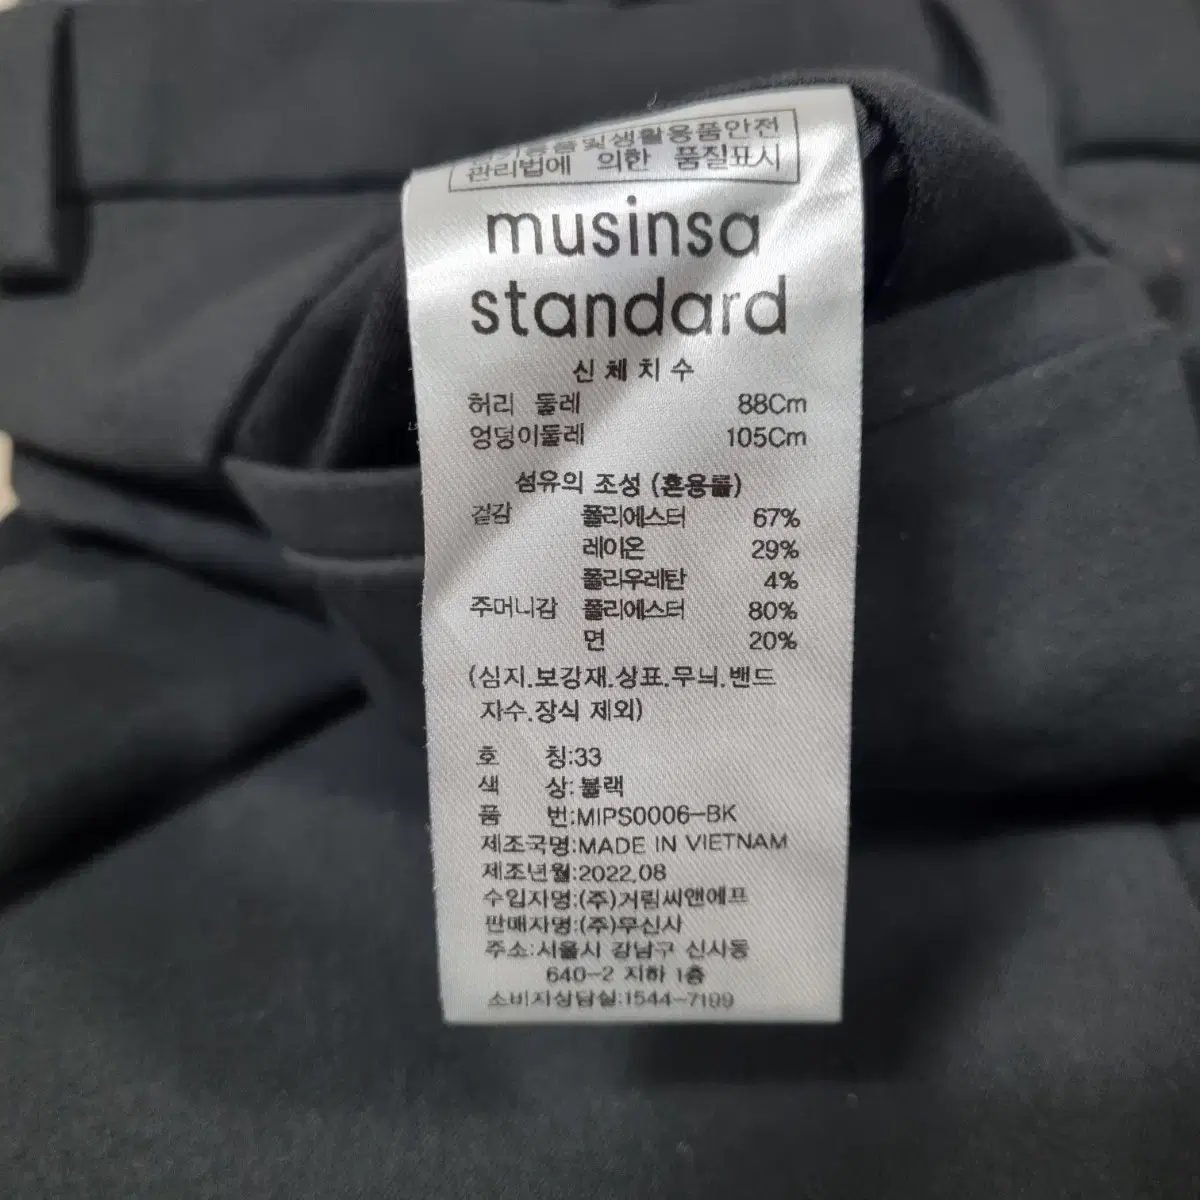 및생활용품안전
관리법에 의한 품질표시
musinsa
standard
신체치수
허리 둘레 88Cm
엉덩이둘레 105Cm
섬유의 조성 (혼용률)
겉감 폴리에스터 67%
레이온 29%
폴리우레탄 4%
주머니감 폴리에스터 80%
면 20%
(심지.보강재.상표.무늬.밴드
자수.장식 제외)
호 칭:33
색 상:블랙
품 번:MIPS0006-BK
제조국명:MADE IN VIETNAM
제조년월:2022.08
수입자명:(주)거림씨앤에프
판매자명:(주)무신사
주소:서울시 강남구 신사동
640-2 지하 1층
소비자상담실:1544-7199